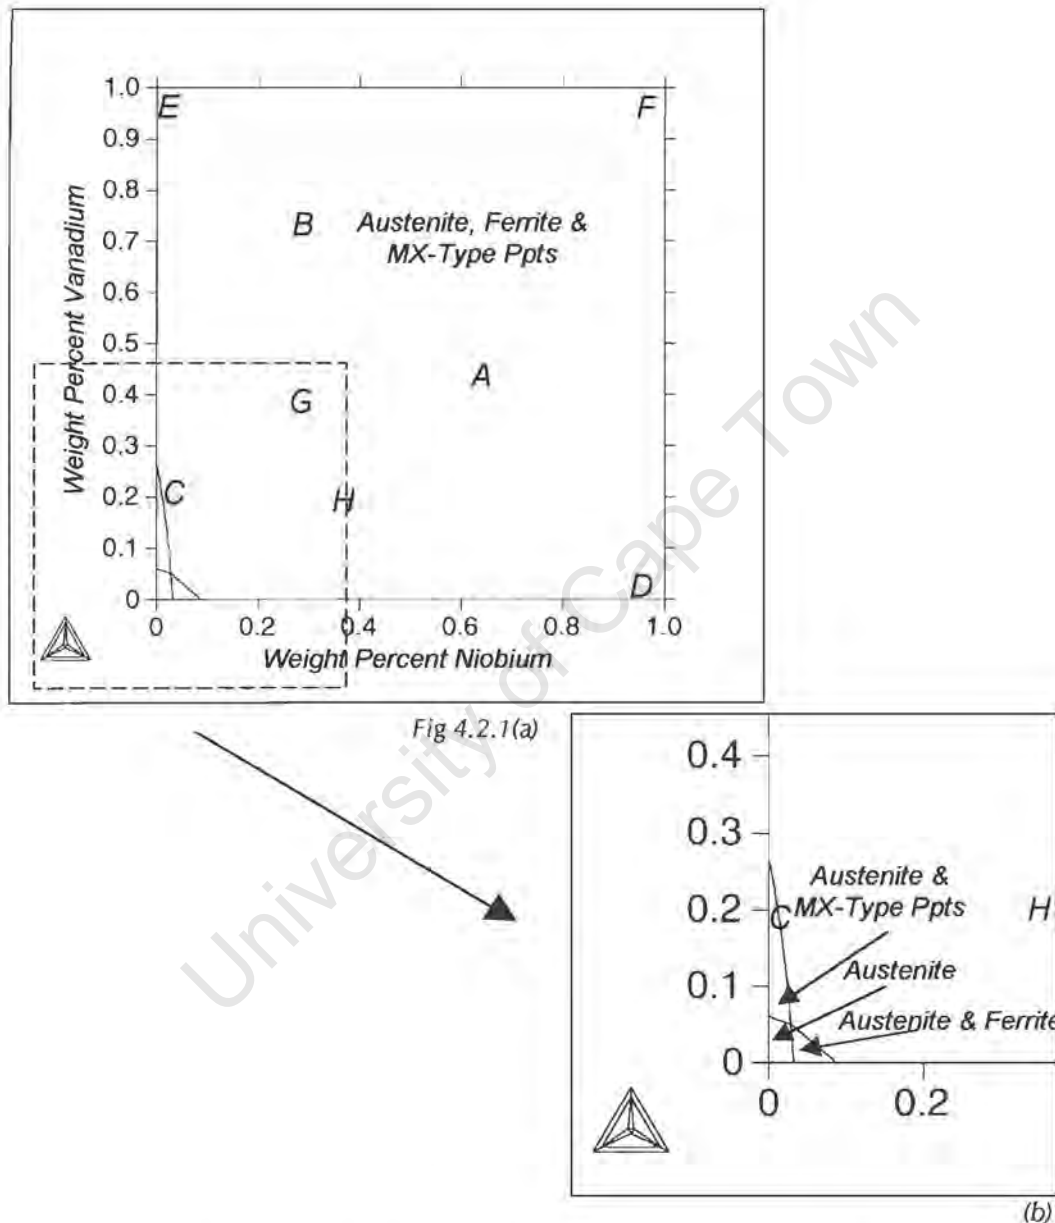 1.0
E
F
0.9
0.8
B
Austenite, Ferrite &
MX-Type Ppts
0.7
0.6
0.5
0.4
G
A
0.3
0.2
C
H
0.1
D
0
Weight Percent Vanadium
0 0.2 0.4 0.6 0.8 1.0
Weight Percent Niobium
Fig 4.2.1(a)
University of Cape Town
0.4
0.3
Austenite &
MX-Type Ppts
0.2
C
H
Austenite
0.1
Austenite & Ferrite
0
0 0.2
(b)